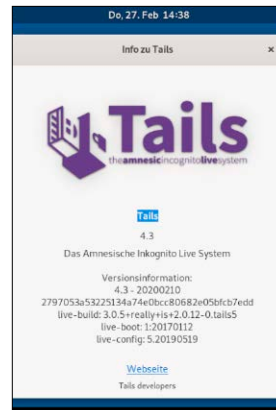 Do, 27. Feb 14:38
Info zu Tails
×
Tails
theamnesicincognitolivesystem
Tails
4.3
Das Amnesische Inkognito Live System
Versionsinformation:
4.3 - 20200210
2797053a53225134a74e0bcc80682e05bfcb7edd
live-build: 3.0.5+really+is+2.0.12-0.tails5
live-boot: 1:20170112
live-config: 5.20190519
Webseite
Tails developers